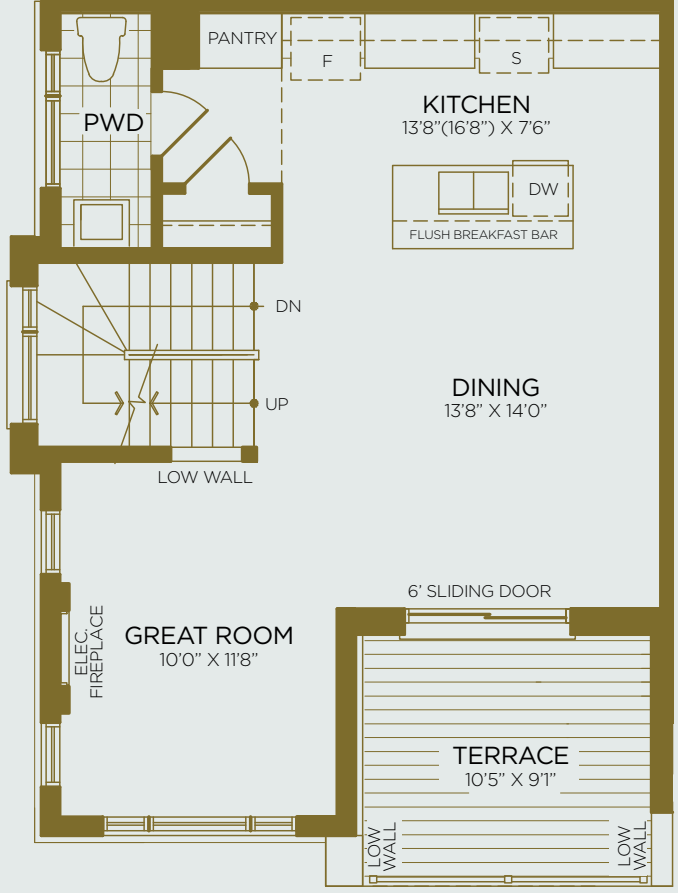 PANTRY
F
S
PWD
KITCHEN
13'8"(16'8") X 7'6"
DW
FLUSH BREAKFAST BAR
DN
UP
DINING
13'8" X 14'0"
LOW WALL
6' SLIDING DOOR
ELEC.
FIREPLACE
GREAT ROOM
10'0" X 11'8"
TERRACE
10'5" X 9'1"
LOW
WALL
LOW
WALL